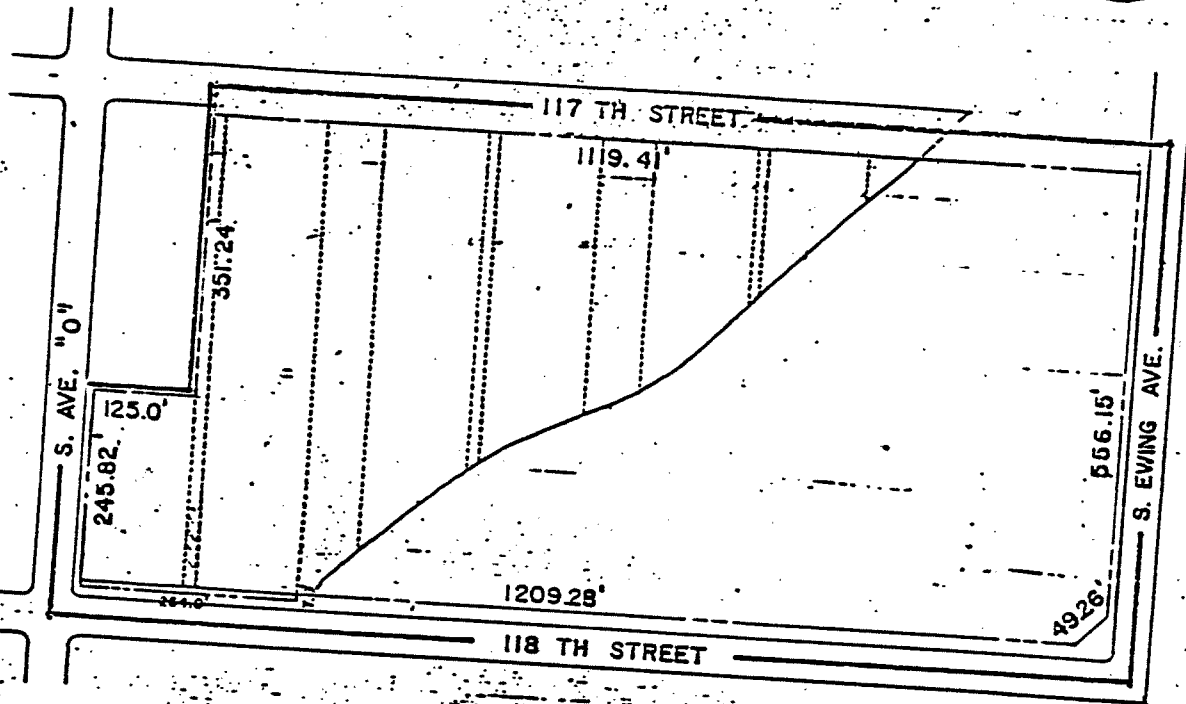 117 TH STREET
1119.41'
351.24'
S. AVE. "O"
125.0'
245.82'
556.15'
S. EWING AVE.
1209.28'
49.26'
118 TH STREET